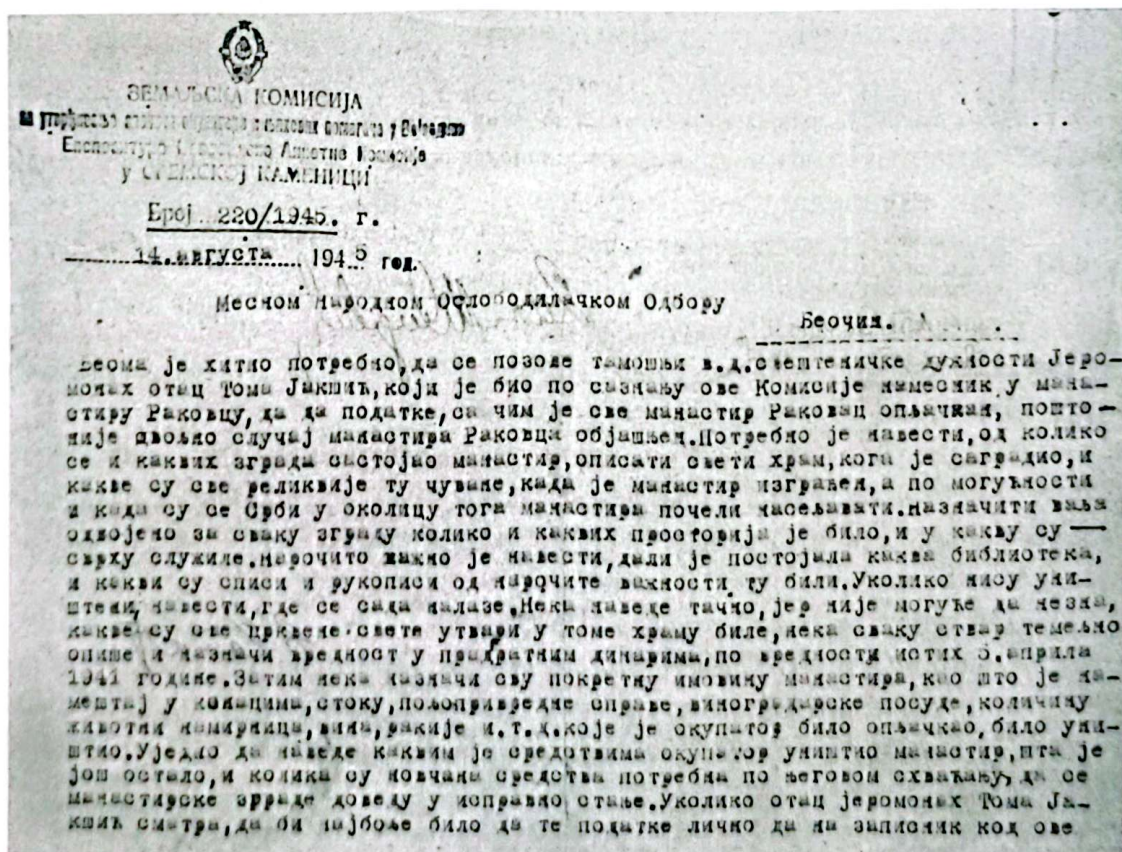 ЗЕМАЉСКА КОМИСИЈА
у СРЕМСКОЈ КАМЕНИЦИ
Број 220/1945. г.
14.августа 1945 год.
Месном Народном Ослободилачком Одбору
Беочин.
Веома је хитно потребно,да се позове тамошњи в.д.свештеничке дужности Јеро-
монах отац Тома Јакшић,који је био по сазнању ове Комисије намесник у мана-
стиру Раковцу,да да податке,са чим је све манастир Раковац опљачкан, пошто-
није двољно случај манастира Раковца објашњен.Потребно је навести,од колико
се и каквих зграда састојао манастир,описати свети храм,кога је саградио,и
какве су све реликвије ту чуване,када је манастир изграђен,а по могућности
и када су се Срби у околицу тога манастира почели насељавати.Назначити ваља
одвојено за сваку зграду колико и каквих просторија је било,и у какву су —
сврху служиле.Нарочито важно је навести,дали је постојала каква библиотека,
и какви су списи и рукописи од нарочите важности ту били.Уколико нису уни-
штени, навести,где се сада налазе.Нека наведе тачно,јер није могуће да незна,
какве су све црквене свете утвари у томе храму биле,нека сваку ствар темељно
опише и назначи вредност у прадратним динарима,по вредности истих 5.априла
1941 године.Затим нека назначи сву покретну имовину манастира,као што је на-
мештај у конацима,стоку,пољопривредне справе,виноградарске посуде,количину
животни намирница,вина,ракије и.т.д.које је окупатор било опљачкао,било уни-
штио.Уједно да наведе каквим је средствима окупатор уништио манастир,шта је
још остало,и колика су новчана средства потребна по његовом схваћању,да се
манастирске зрраде доведу у исправно стање.Уколико отац јеромонах Тома Ја-
кшић сматра,да би најбоље било да те податке лично да на записник код ове